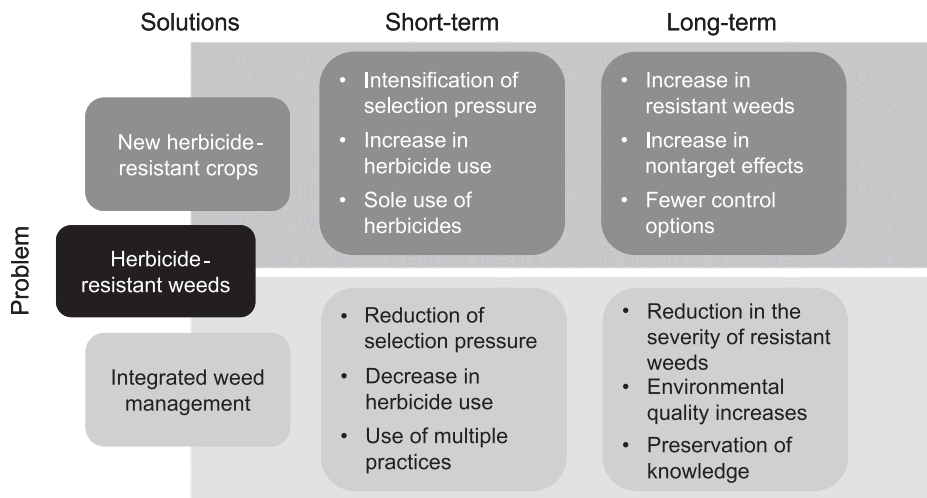 Solutions
Short-term
Long-term
Problem
New herbicide-
resistant crops
• Intensification of
selection pressure
• Increase in
herbicide use
• Sole use of
herbicides
• Increase in
resistant weeds
• Increase in
nontarget effects
• Fewer control
options
Herbicide-
resistant weeds
Integrated weed
management
• Reduction of
selection pressure
• Decrease in
herbicide use
• Use of multiple
practices
• Reduction in the
severity of resistant
weeds
• Environmental
quality increases
• Preservation of
knowledge